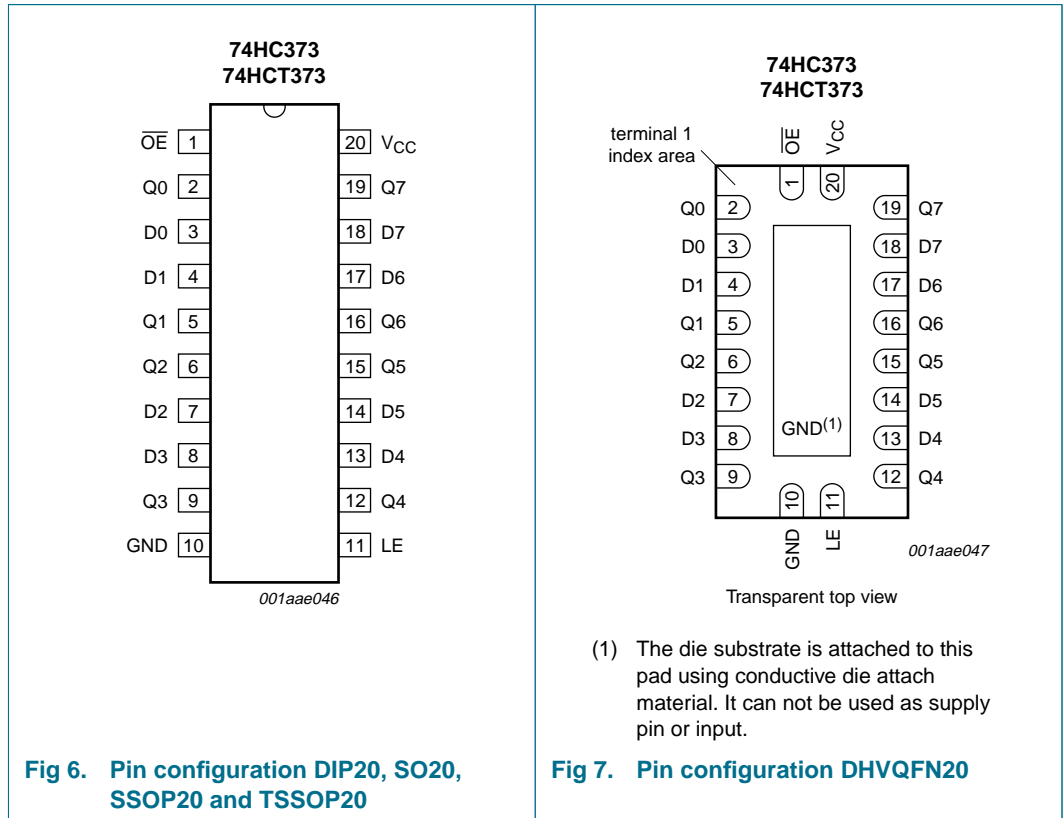 74HC373
74HCT373
OE 1 20 VCC
Q0 2 19 Q7
D0 3 18 D7
D1 4 17 D6
Q1 5 16 Q6
Q2 6 15 Q5
D2 7 14 D5
D3 8 13 D4
Q3 9 12 Q4
GND 10 11 LE
001aae046
Fig 6. Pin configuration DIP20, SO20,
SSOP20 and TSSOP20
74HC373
74HCT373
terminal 1
index area
OE VCC
1 20
Q0 2 19 Q7
D0 3 18 D7
D1 4 17 D6
Q1 5 16 Q6
Q2 6 15 Q5
D2 7 14 D5
D3 8 GND(1) 13 D4
Q3 9 12 Q4
10 11
GND LE
001aae047
Transparent top view
(1) The die substrate is attached to this
pad using conductive die attach
material. It can not be used as supply
pin or input.
Fig 7. Pin configuration DHVQFN20